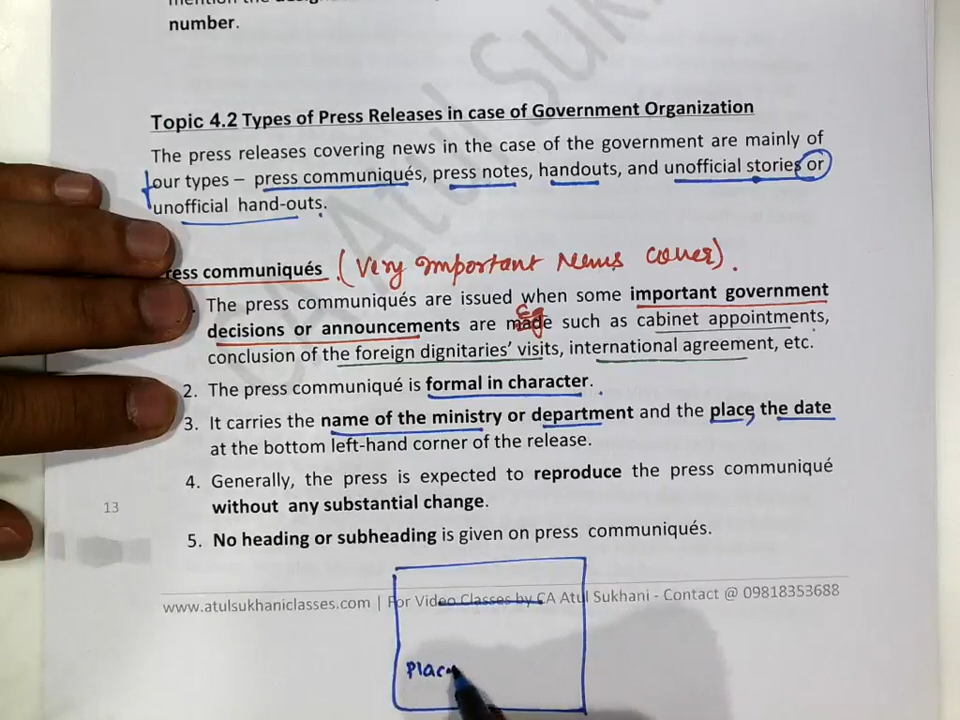 number.
Topic 4.2 Types of Press Releases in case of Government Organization
The press releases covering news in the case of the government are mainly of
four types – press communiqués, press notes, handouts, and unofficial stories or
unofficial hand-outs.
Press communiqués (Very important News cover).
The press communiqués are issued when some important government
Eg
decisions or announcements are made such as cabinet appointments,
conclusion of the foreign dignitaries' visits, international agreement, etc.
2. The press communiqué is formal in character.
3. It carries the name of the ministry or department and the place, the date
at the bottom left-hand corner of the release.
4. Generally, the press is expected to reproduce the press communiqué
13
without any substantial change.
5. No heading or subheading is given on press communiqués.
www.atulsukhaniclasses.com | For Video Classes by CA Atul Sukhani - Contact @ 09818353688
Plac
CA Atul Sukh